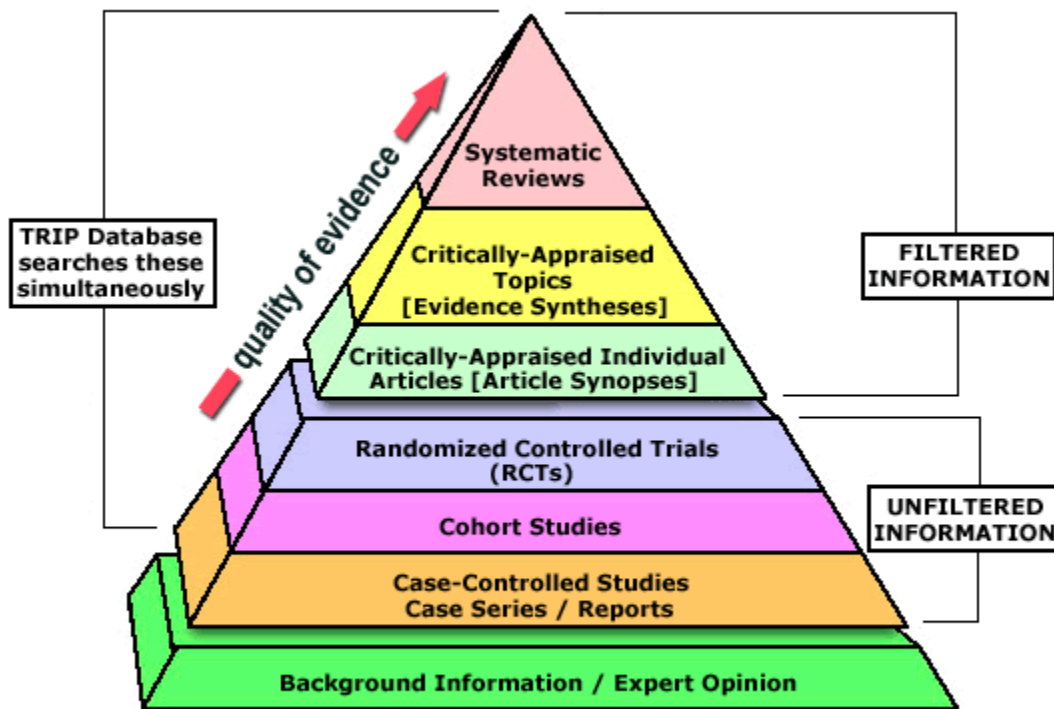 Systematic
Reviews
Critically-Appraised
Topics
[Evidence Syntheses]
Critically-Appraised Individual
Articles [Article Synopses]
Randomized Controlled Trials
(RCTs)
Cohort Studies
Case-Controlled Studies
Case Series / Reports
Background Information / Expert Opinion
quality of evidence
TRIP Database
searches these
simultaneously
FILTERED
INFORMATION
UNFILTERED
INFORMATION